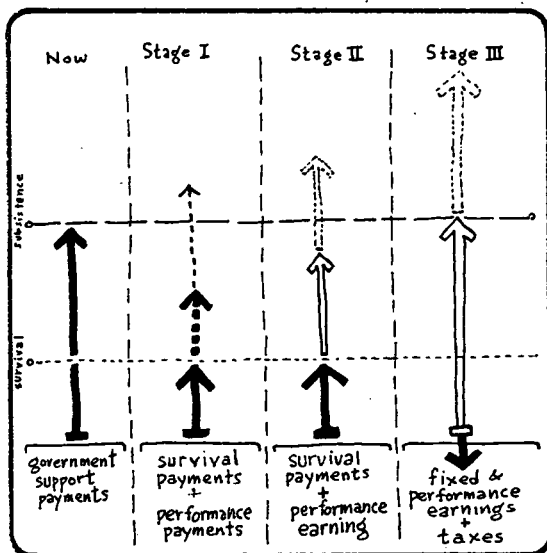 Now
Stage I
Stage II
Stage III
subsistence
survival
government
support
payments
survival
payments
+
performance
payments
survival
payments
+
performance
earning
fixed &
performance
earnings
+
taxes